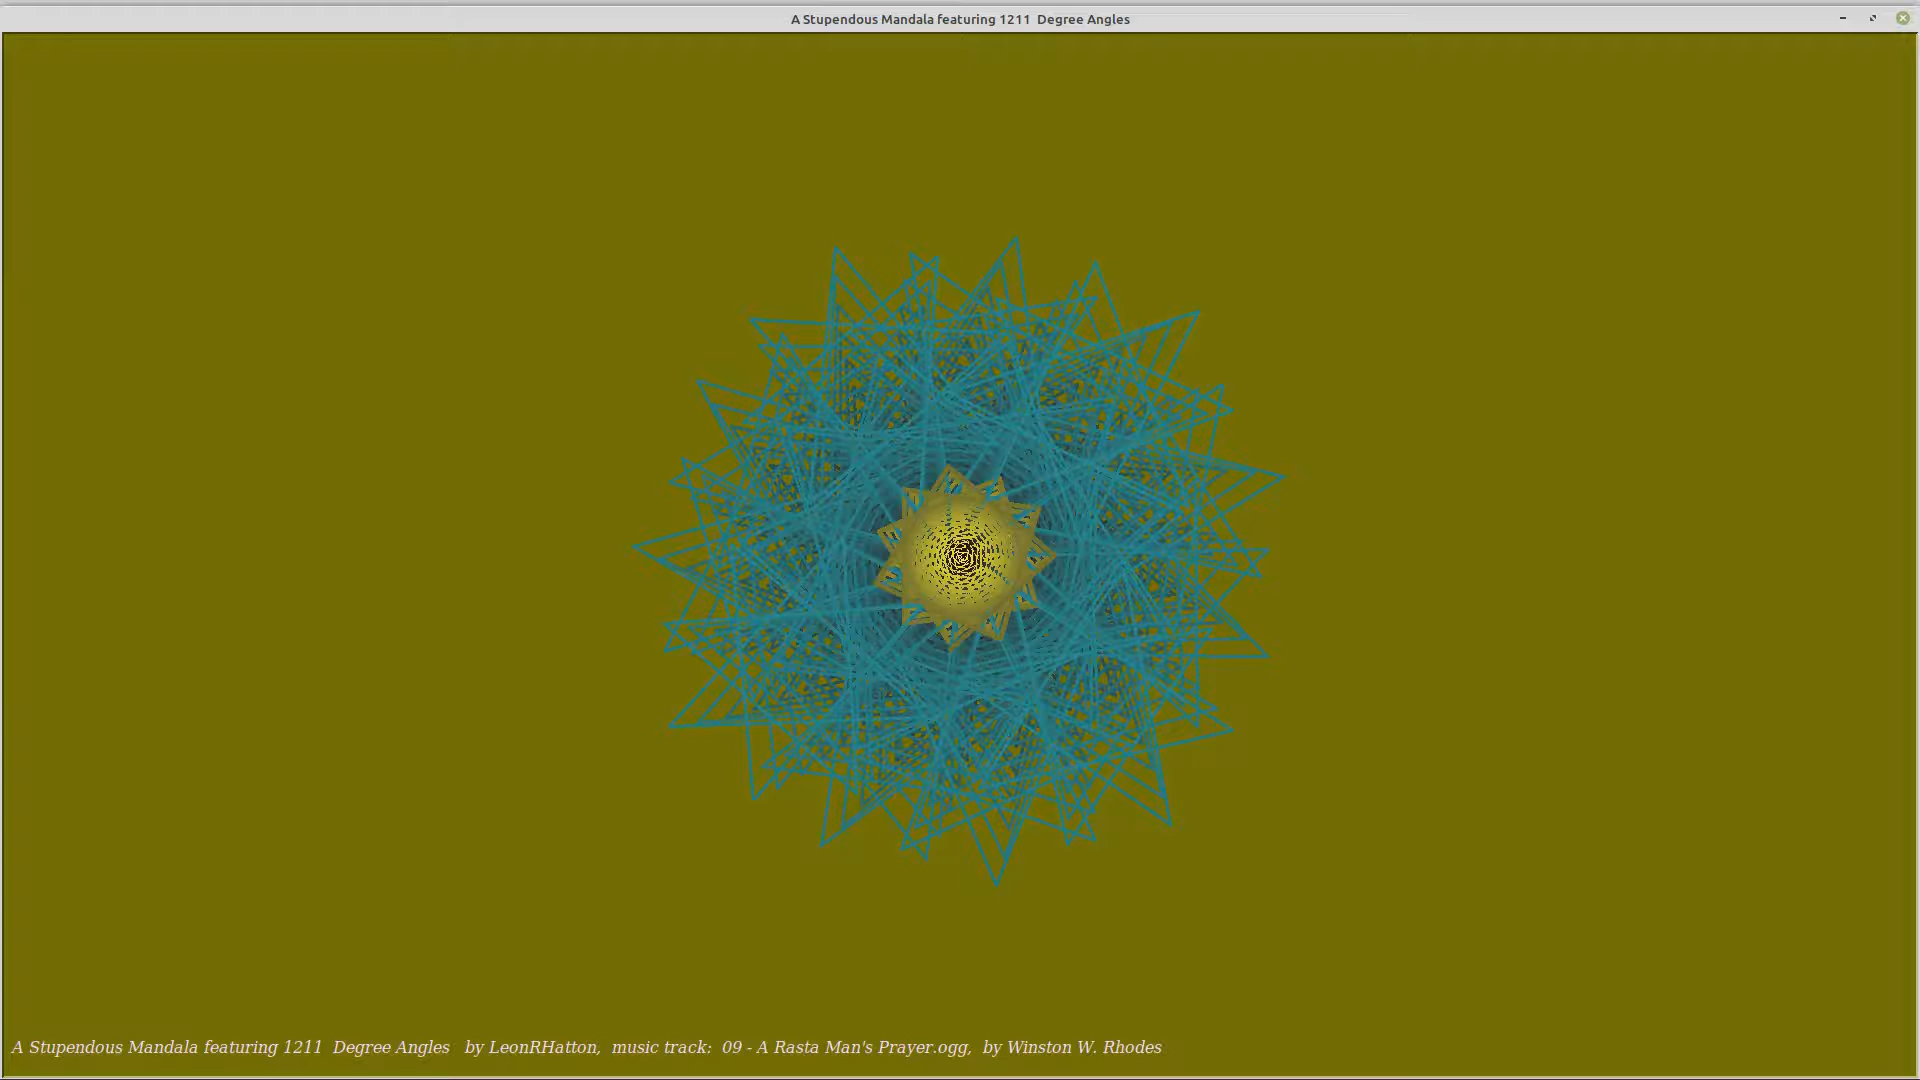 A Stupendous Mandala featuring 1211  Degree Angles
A Stupendous Mandala featuring 1211  Degree Angles   by LeonRHatton,  music track:  09 - A Rasta Man's Prayer.ogg,  by Winston W. Rhodes